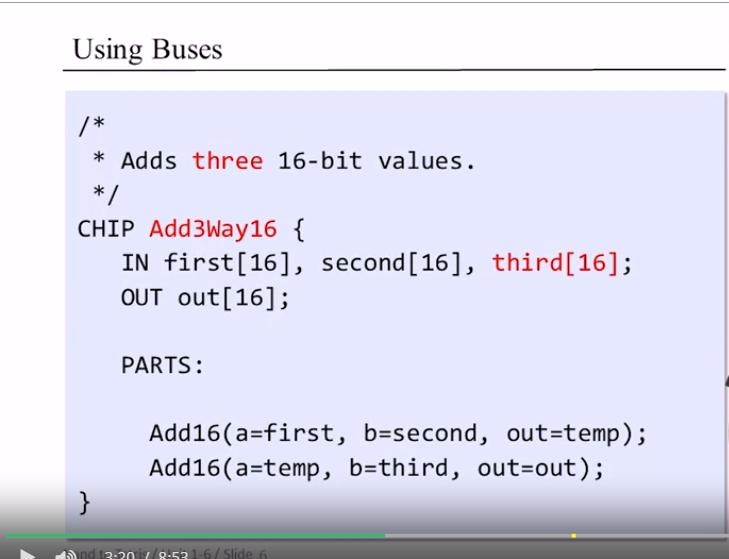 Using Buses
/*
* Adds three 16-bit values.
*/
CHIP Add3Way16 {
IN first[16], second[16], third[16];
OUT out[16];
PARTS:
Add16(a=first, b=second, out=temp);
Add16(a=temp, b=third, out=out);
}
3:20 / 8:53
1-6 / Slide 6